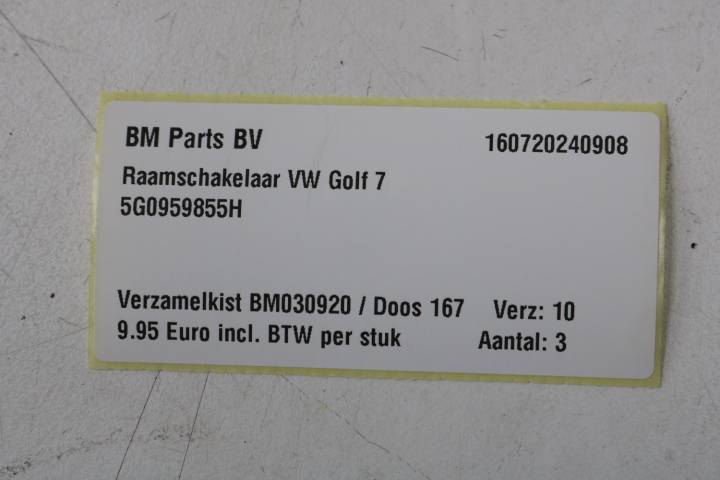 BM Parts BV 160720240908
Raamschakelaar VW Golf 7
5G0959855H
Verzamelkist BM030920 / Doos 167 Verz: 10
9.95 Euro incl. BTW per stuk Aantal: 3